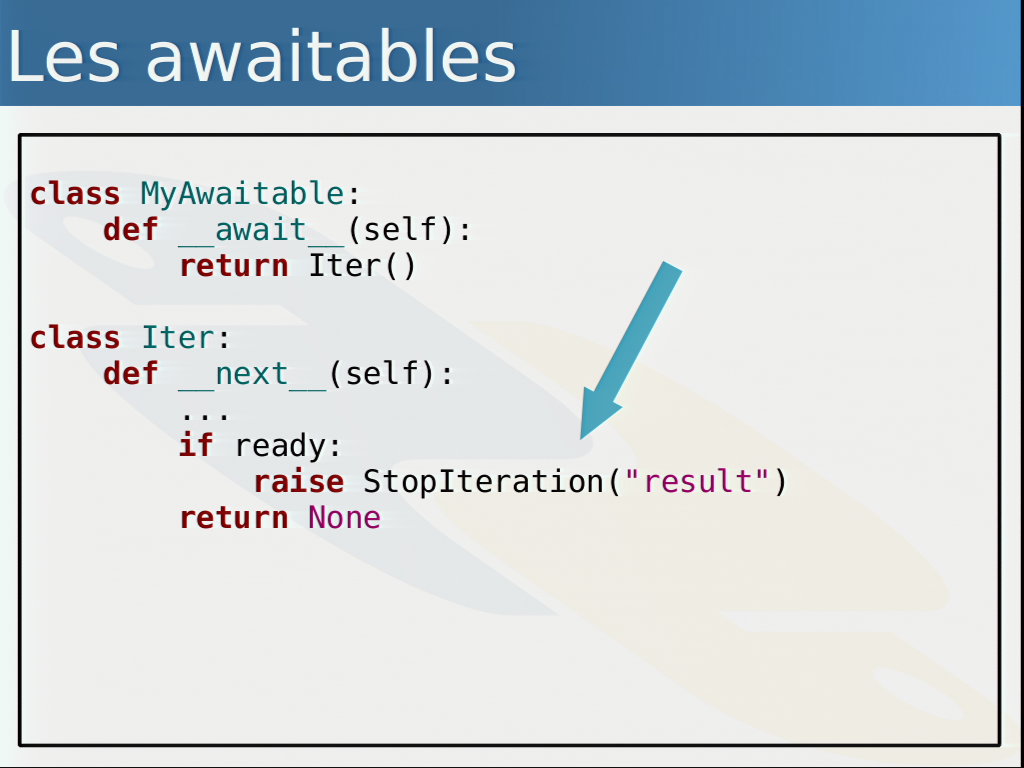 Les awaitables
class MyAwaitable:
    def __await__(self):
        return Iter()
class Iter:
    def __next__(self):
        ...
        if ready:
            raise StopIteration("result")
        return None